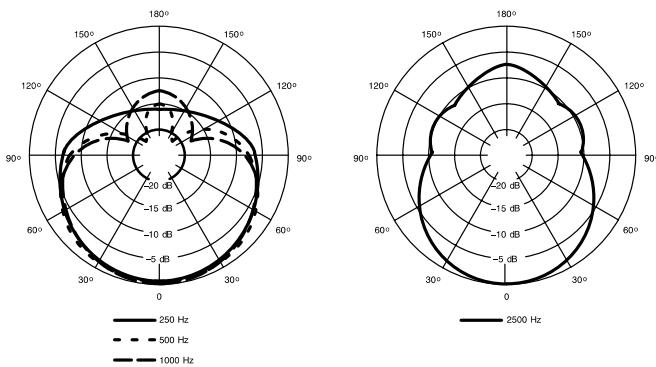 180° 180°
150° 150° 150° 150°
120° 120° 120° 120°
90° 90° 90° 90°
–20 dB –20 dB
–15 dB –15 dB
60° 60° 60° 60°
–10 dB –10 dB
–5 dB –5 dB
30° 30° 30° 30°
0 0
250 Hz 2500 Hz
500 Hz
1000 Hz